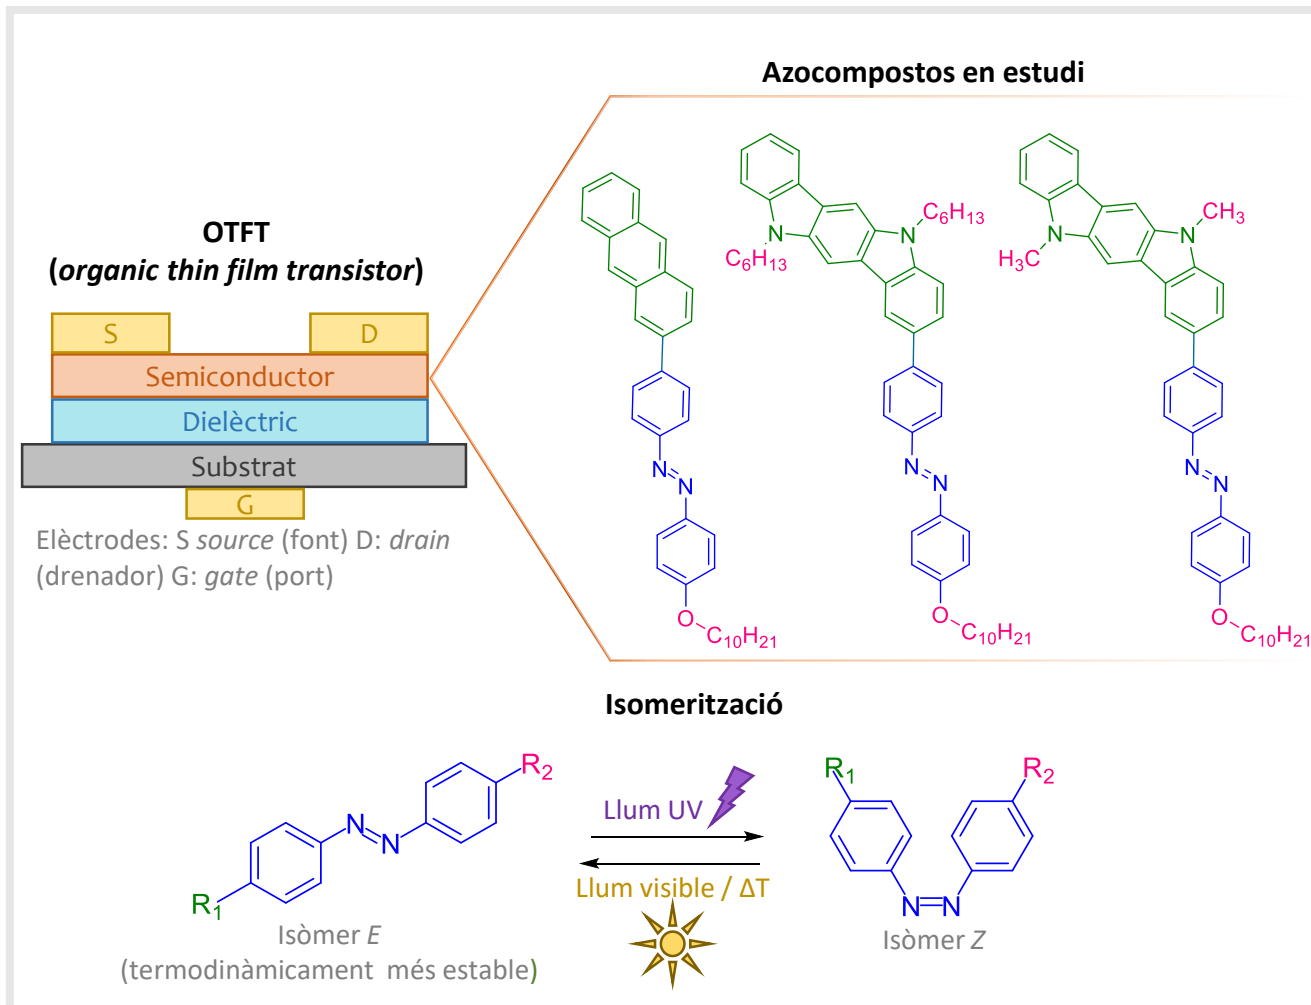 Azocompostos en estudi
OTFT
(organic thin film transistor)
S
D
Semiconductor
Dielèctric
Substrat
G
Elèctrodes: S source (font) D: drain
(drenador) G: gate (port)
N
N
O
C10H21
C6H13
N
N
C6H13
N
N
O
C10H21
CH3
N
N
H3C
N
N
O
C10H21
Isomerització
R1
N
N
R2
Isòmer E
(termodinàmicament més estable)
Llum UV
Llum visible / ΔT
R1
R2
N
N
Isòmer Z